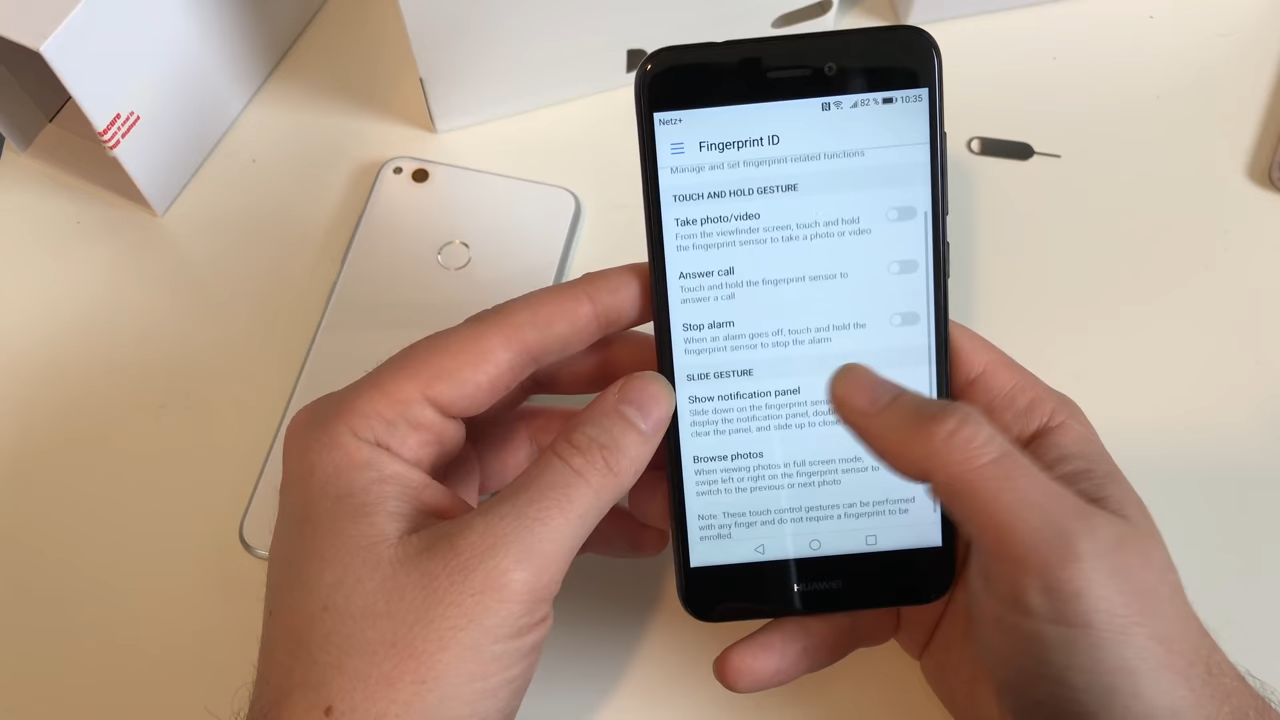 Netz+
82 %
10:35
Fingerprint ID
Manage and set fingerprint-related functions
TOUCH AND HOLD GESTURE
Take photo/video
From the viewfinder screen, touch and hold
the fingerprint sensor to take a photo or video
Answer call
Touch and hold the fingerprint sensor to
answer a call
Stop alarm
When an alarm goes off, touch and hold the
fingerprint sensor to stop the alarm
SLIDE GESTURE
Show notification panel
Slide down on the fingerprint
display the notification panel,
clear the panel, and slide up to close
Browse photos
When viewing photos in full screen mode,
swipe left or right on the fingerprint sensor to
switch to the previous or next photo
Note: These touch control gestures can be performed
with any finger and do not require a fingerprint to be
enrolled.
HUAWEI